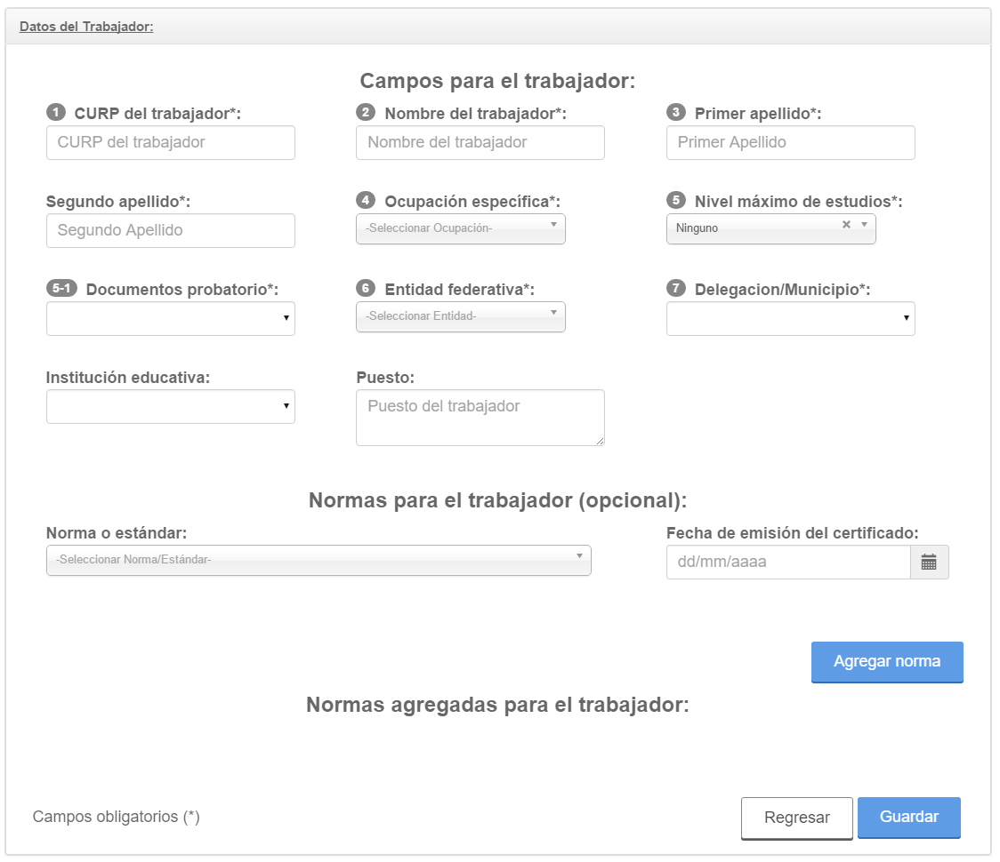 Datos del Trabajador:
Campos para el trabajador:
1 CURP del trabajador*:
2 Nombre del trabajador*:
3 Primer apellido*:
CURP del trabajador
Nombre del trabajador
Primer Apellido
Segundo apellido*:
4 Ocupación específica*:
5 Nivel máximo de estudios*:
Segundo Apellido
-Seleccionar Ocupación-
Ninguno
5-1 Documentos probatorio*:
6 Entidad federativa*:
7 Delegacion/Municipio*:
-Seleccionar Entidad-
Institución educativa:
Puesto:
Puesto del trabajador
Normas para el trabajador (opcional):
Norma o estándar:
Fecha de emisión del certificado:
-Seleccionar Norma/Estándar-
dd/mm/aaaa
Agregar norma
Normas agregadas para el trabajador:
Campos obligatorios (*)
Regresar
Guardar